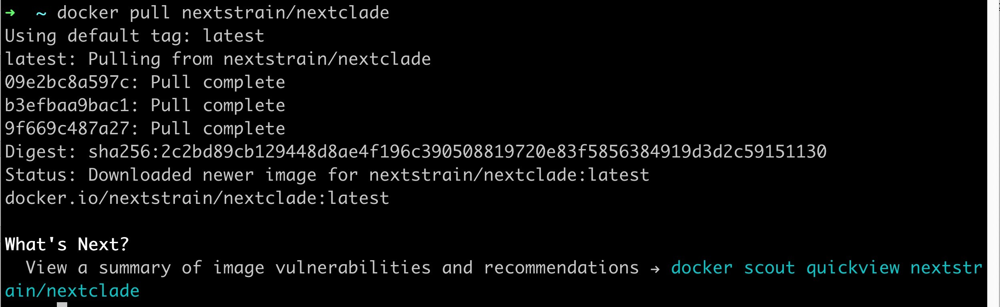 ➜  ~ docker pull nextstrain/nextclade
Using default tag: latest
latest: Pulling from nextstrain/nextclade
09e2bc8a597c: Pull complete
b3efbaa9bac1: Pull complete
9f669c487a27: Pull complete
Digest: sha256:2c2bd89cb129448d8ae4f196c390508819720e83f5856384919d3d2c59151130
Status: Downloaded newer image for nextstrain/nextclade:latest
docker.io/nextstrain/nextclade:latest
What's Next?
  View a summary of image vulnerabilities and recommendations → docker scout quickview nextstr
ain/nextclade